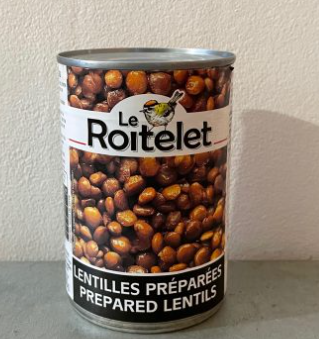 Le
Roitelet
LENTILLES PRÉPARÉES
PREPARED LENTILS